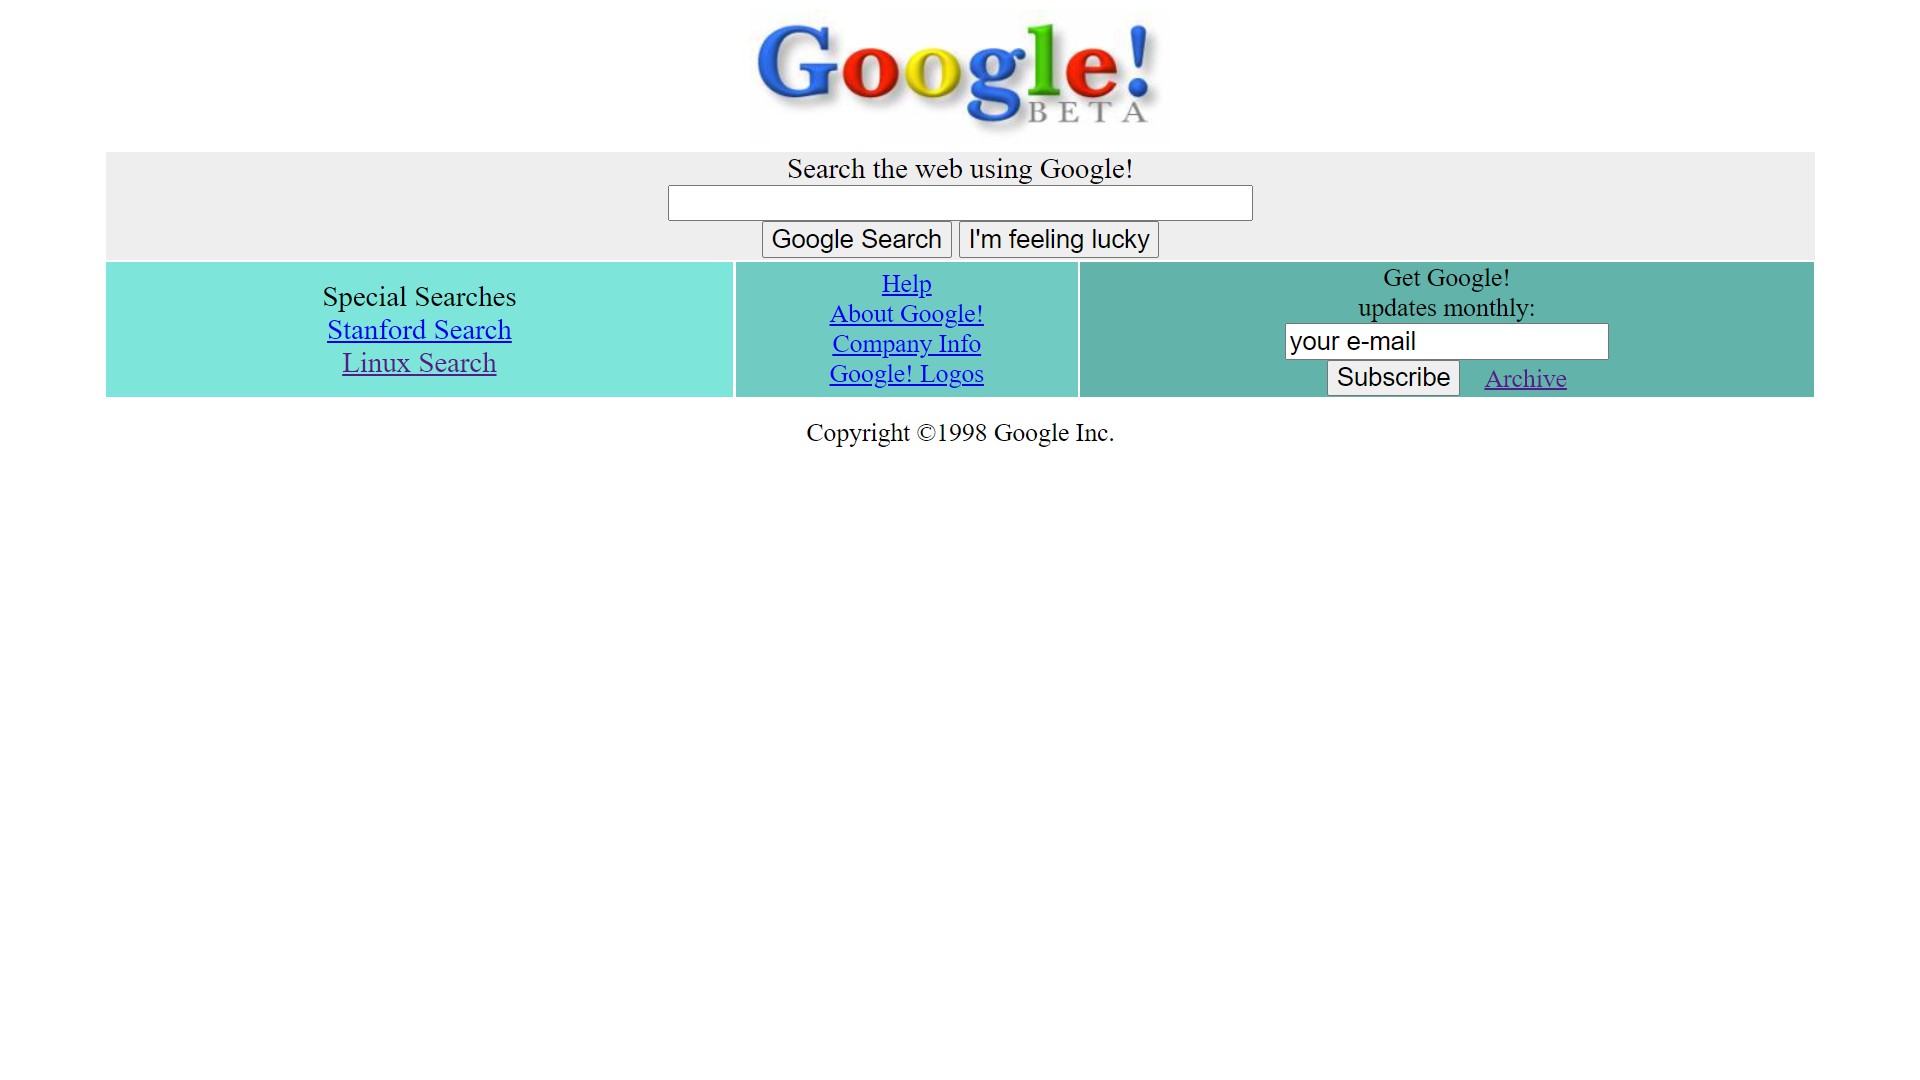 Google!
BETA
Search the web using Google!
Google Search I'm feeling lucky
Special Searches
Stanford Search
Linux Search
Help
About Google!
Company Info
Google! Logos
Get Google!
updates monthly:
your e-mail
Subscribe Archive
Copyright ©1998 Google Inc.